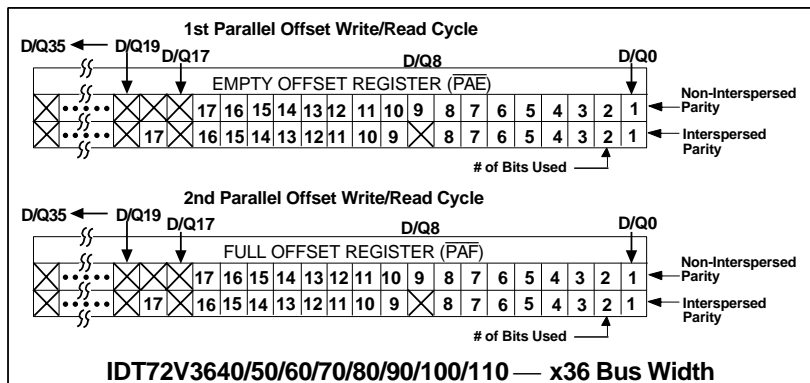 1st Parallel Offset Write/Read Cycle
D/Q35 D/Q19 D/Q17 D/Q8 D/Q0
EMPTY OFFSET REGISTER (PAE)
17 16 15 14 13 12 11 10 9 8 7 6 5 4 3 2 1 Non-Interspersed Parity
17 16 15 14 13 12 11 10 9 8 7 6 5 4 3 2 1 Interspersed Parity
# of Bits Used
2nd Parallel Offset Write/Read Cycle
D/Q35 D/Q19 D/Q17 D/Q8 D/Q0
FULL OFFSET REGISTER (PAF)
17 16 15 14 13 12 11 10 9 8 7 6 5 4 3 2 1 Non-Interspersed Parity
17 16 15 14 13 12 11 10 9 8 7 6 5 4 3 2 1 Interspersed Parity
# of Bits Used
IDT72V3640/50/60/70/80/90/100/110 — x36 Bus Width